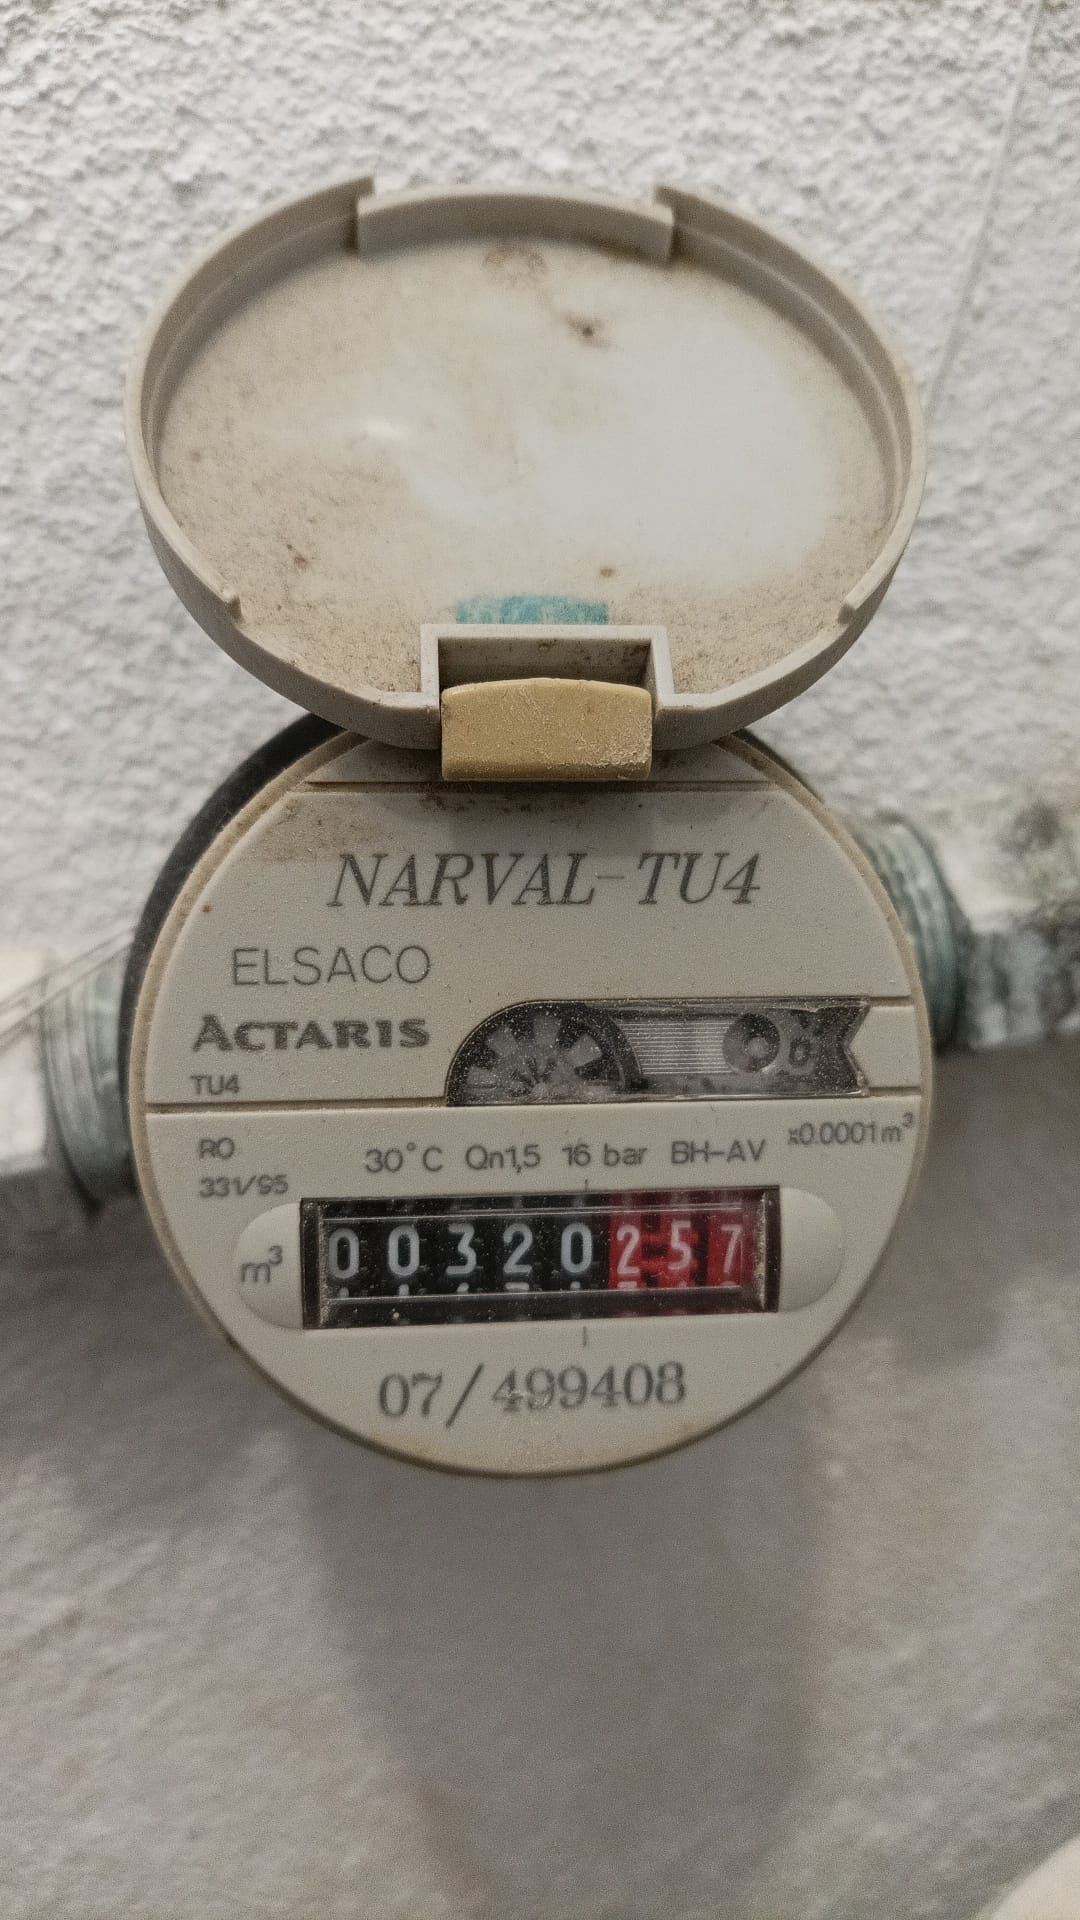 NARVAL-TU4
ELSACO
ACTARIS
TU4
x0.0001m³
RO
331/95
30°C Qn1,5 16 bar BH-AV
m³
00320257
07/499408